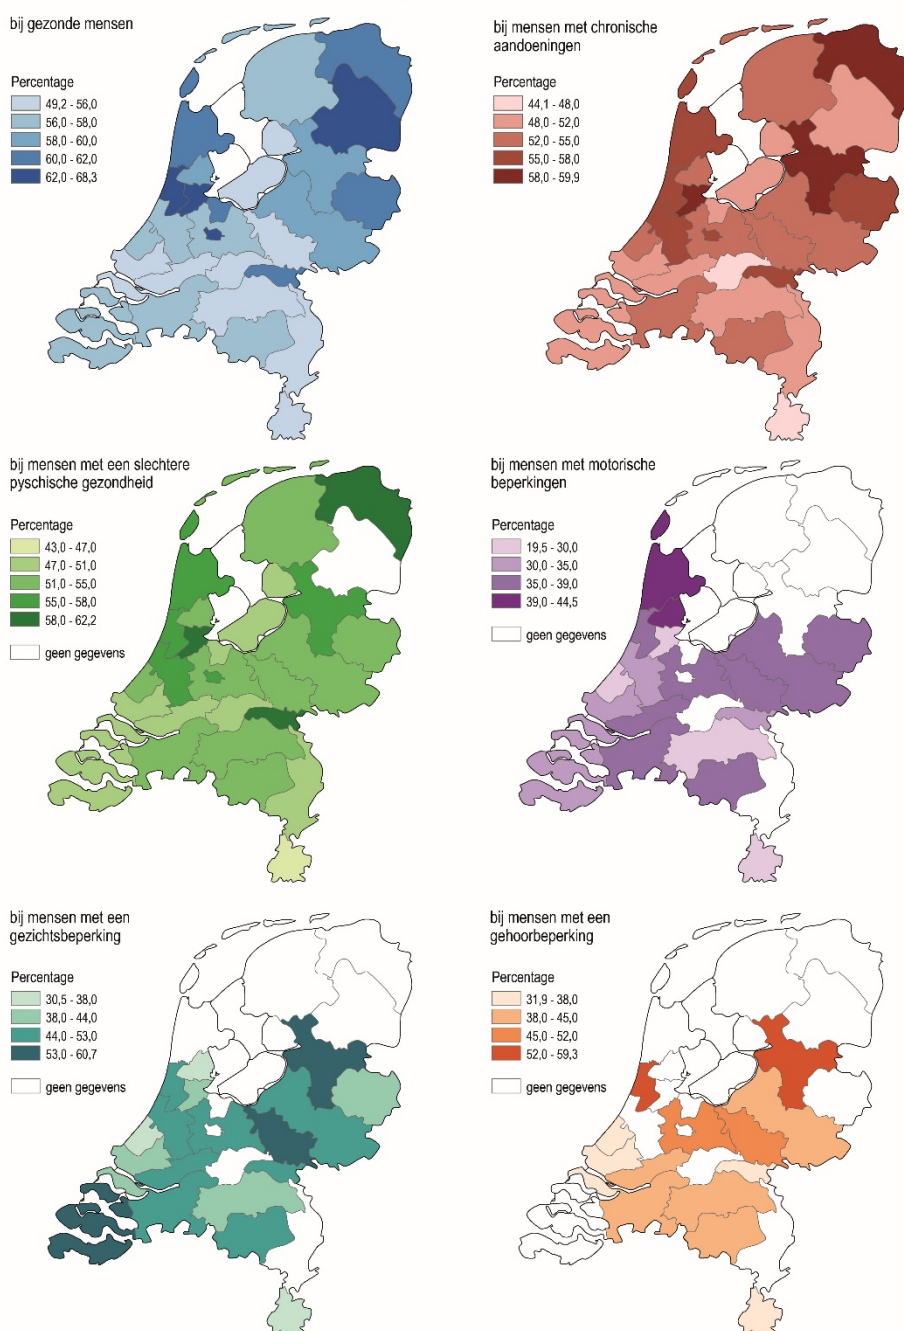 bij gezonde mensen
Percentage
49,2 - 56,0
56,0 - 58,0
58,0 - 60,0
60,0 - 62,0
62,0 - 68,3
bij mensen met chronische
aandoeningen
Percentage
44,1 - 48,0
48,0 - 52,0
52,0 - 55,0
55,0 - 58,0
58,0 - 59,9
bij mensen met een slechtere
pyschische gezondheid
Percentage
43,0 - 47,0
47,0 - 51,0
51,0 - 55,0
55,0 - 58,0
58,0 - 62,2
geen gegevens
bij mensen met motorische
beperkingen
Percentage
19,5 - 30,0
30,0 - 35,0
35,0 - 39,0
39,0 - 44,5
geen gegevens
bij mensen met een
gezichtsbeperking
Percentage
30,5 - 38,0
38,0 - 44,0
44,0 - 53,0
53,0 - 60,7
geen gegevens
bij mensen met een
gehoorbeperking
Percentage
31,9 - 38,0
38,0 - 45,0
45,0 - 52,0
52,0 - 59,3
geen gegevens